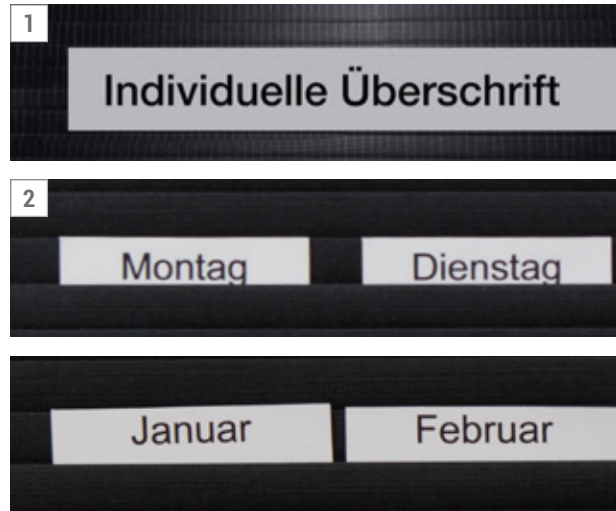 1
Individuelle Überschrift
2
Montag Dienstag
Januar Februar